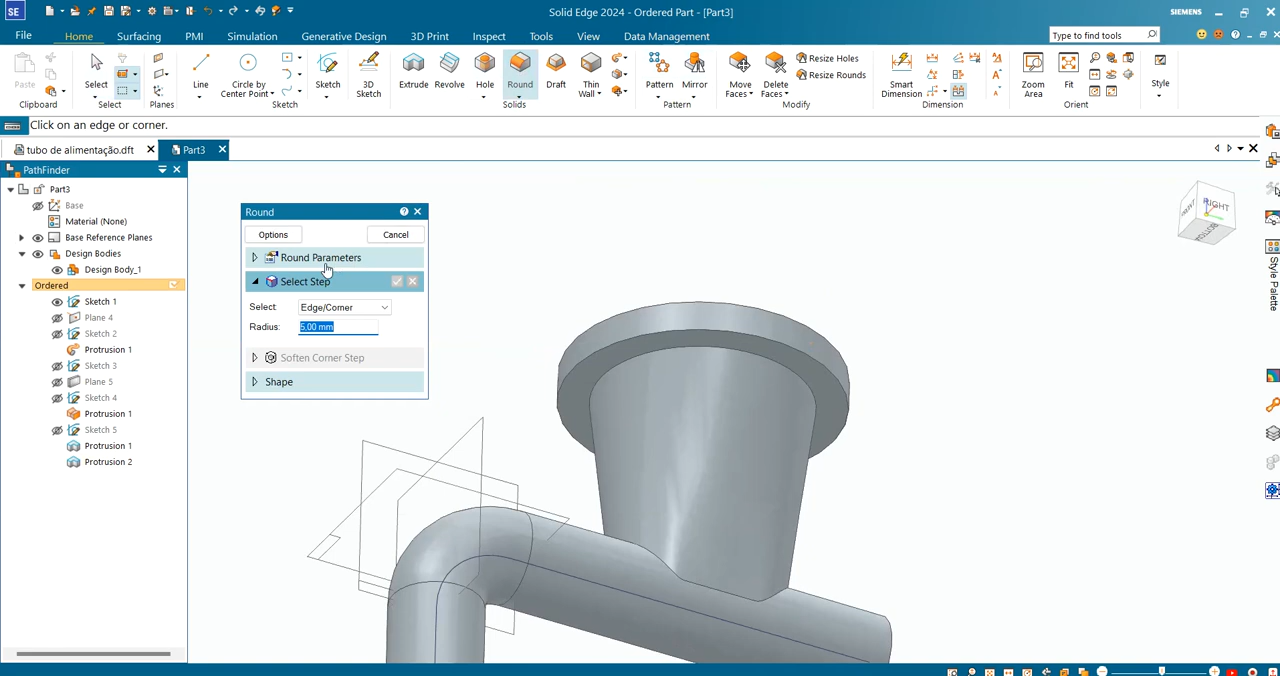 SE
Solid Edge 2024 - Ordered Part - [Part3]
SIEMENS
File Home Surfacing PMI Simulation Generative Design 3D Print Inspect Tools View Data Management
Type to find tools
Paste
Clipboard
Select
Select
Planes
Line
Circle by
Center Point
Sketch
Sketch
3D
Sketch
Extrude
Revolve
Hole
Round
Draft
Thin
Wall
Solids
Pattern
Mirror
Pattern
Move
Faces
Delete
Faces
Resize Holes
Resize Rounds
Modify
Smart
Dimension
Dimension
Zoom
Area
Fit
Orient
Style
Click on an edge or corner.
tubo de alimentação.dft
Part3
PathFinder
Part3
Base
Material (None)
Base Reference Planes
Design Bodies
Design Body_1
Ordered
Sketch 1
Plane 4
Sketch 2
Protrusion 1
Sketch 3
Plane 5
Sketch 4
Protrusion 1
Sketch 5
Protrusion 1
Protrusion 2
Round
Options Cancel
Round Parameters
Select Step
Select: Edge/Corner
Radius: 5,00 mm
Soften Corner Step
Shape
RIGHT
BOTTOM
Style Palette